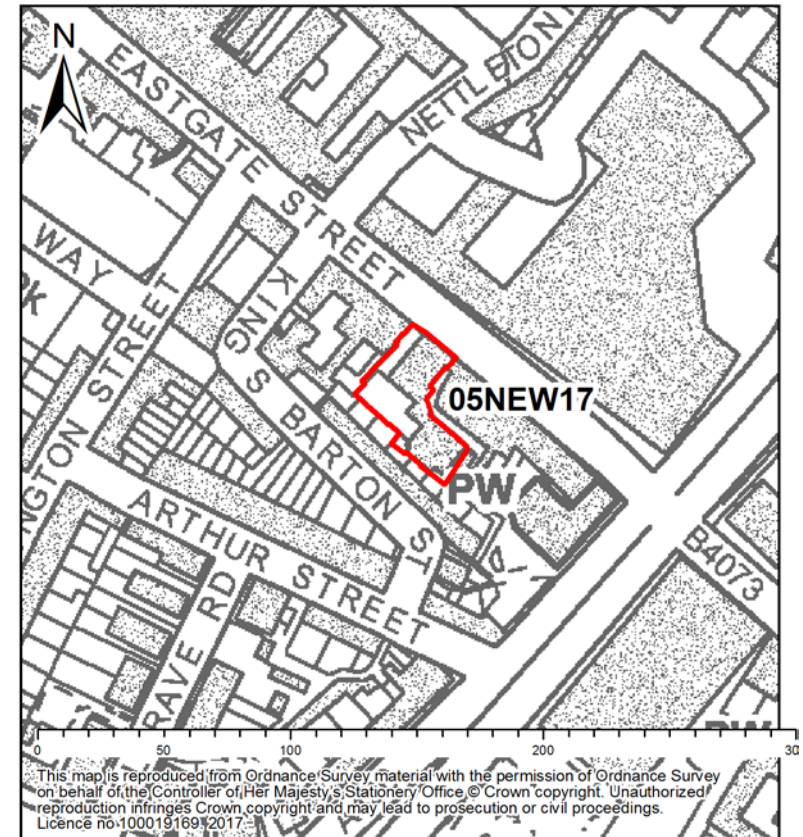 N
EASTGATE STREET
NETTLETON
WAY
KINGS BARTON ST
STREET
05NEW17
PW
ARTHUR STREET
B4073
RD
PW
0 50 100 200
This map is reproduced from Ordnance Survey material with the permission of Ordnance Survey
on behalf of the Controller of Her Majesty's Stationery Office © Crown copyright. Unauthorized
reproduction infringes Crown copyright and may lead to prosecution or civil proceedings.
Licence no 100019169. 2017